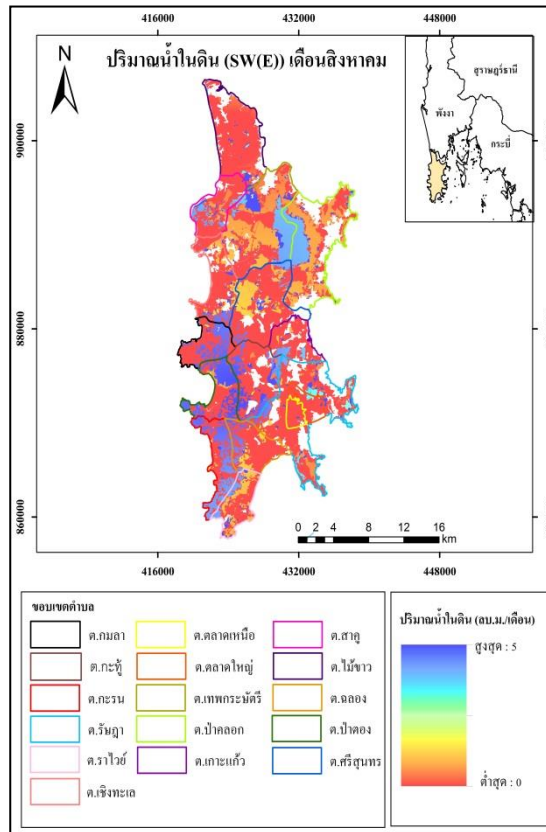 ปริมาณน้ำในดิน (SW(E)) เดือนสิงหาคม
N
416000 432000 448000
สุราษฎร์ธานี
พังงา
กระบี่
900000
880000
860000
0 2 4 8 12 16
km
416000 432000 448000
ขอบเขตตำบล
ต.กมลา ต.ตลาดเหนือ ต.สาคู
ต.กะทู้ ต.ตลาดใหญ่ ต.ไม้ขาว
ต.กะรน ต.เทพกระษัตรี ต.ฉลอง
ต.รัษฎา ต.ป่าคลอก ต.ป่าตอง
ต.ราไวย์ ต.เกาะแก้ว ต.ศรีสุนทร
ต.เชิงทะเล
ปริมาณน้ำในดิน (ลบ.ม./เดือน)
สูงสุด : 5
ต่ำสุด : 0